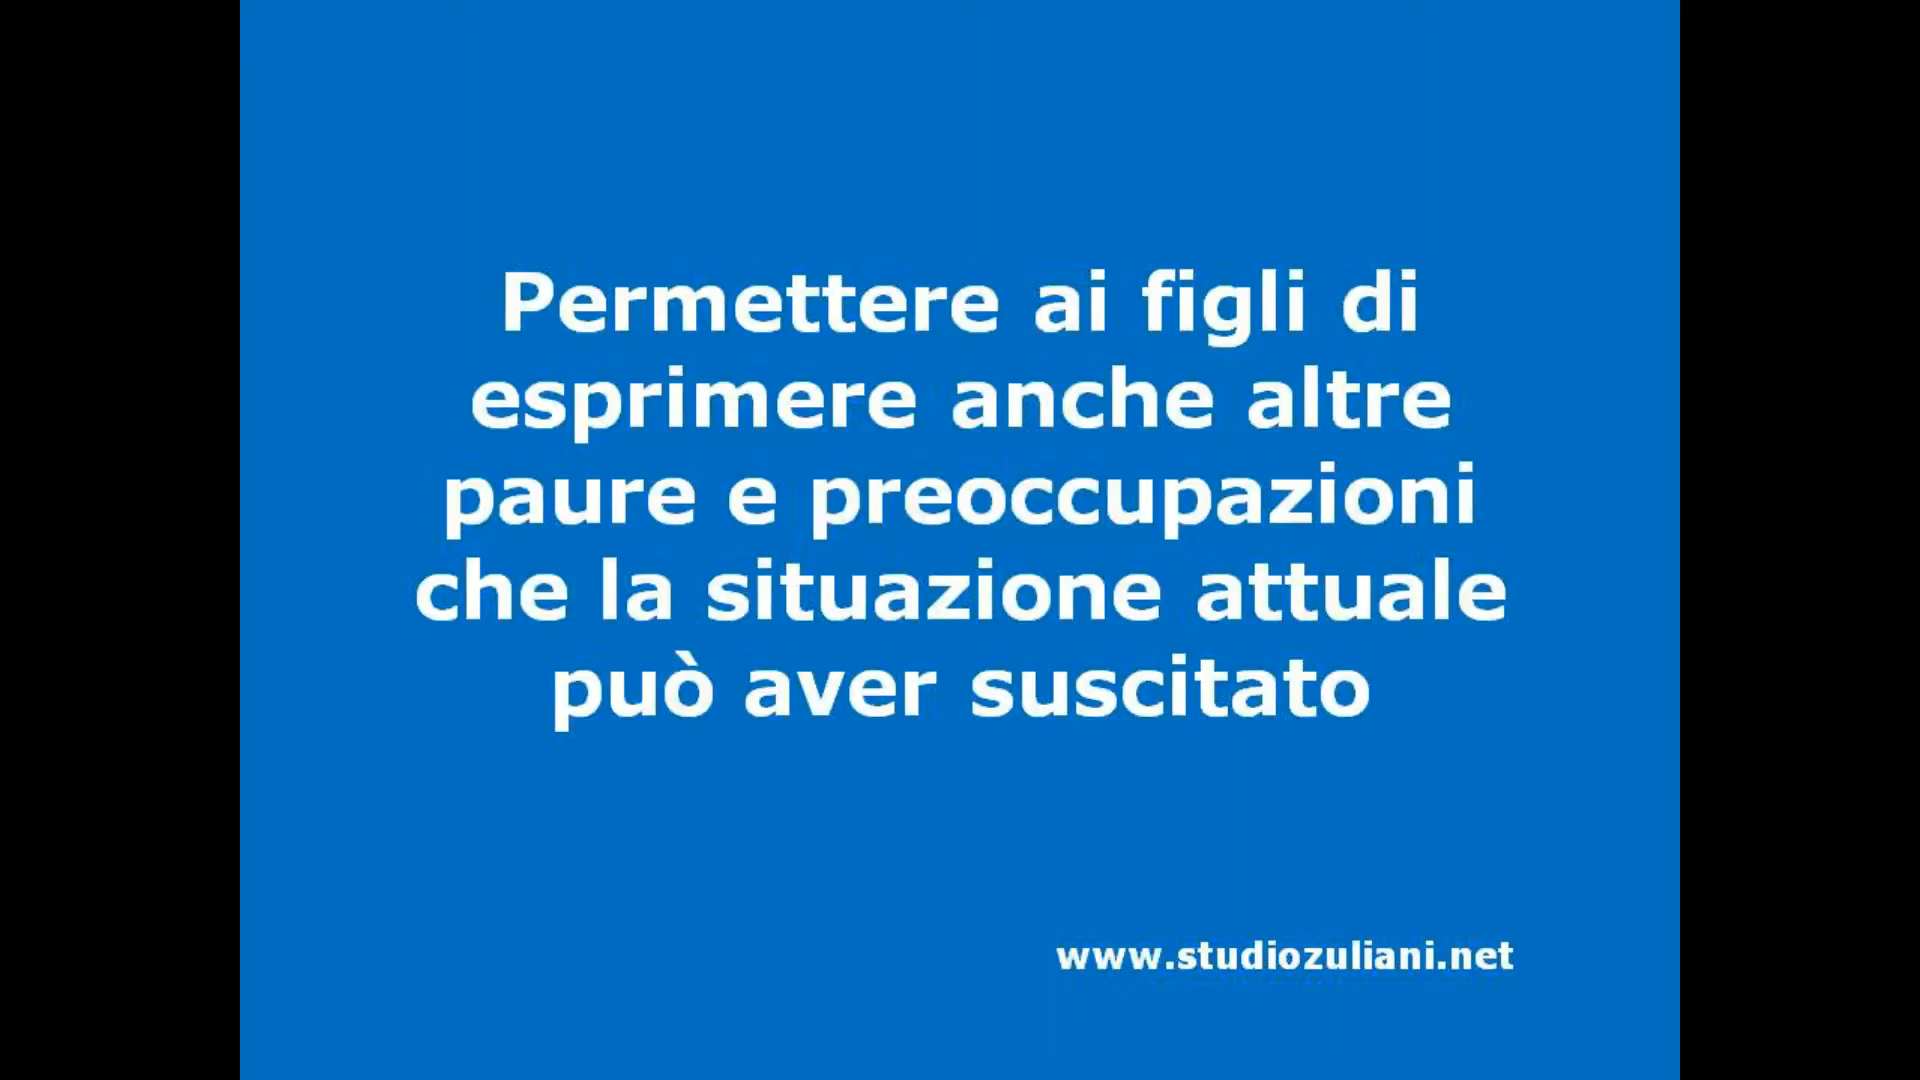 Permettere ai figli di
esprimere anche altre
paure e preoccupazioni
che la situazione attuale
può aver suscitato
www.studiozuliani.net